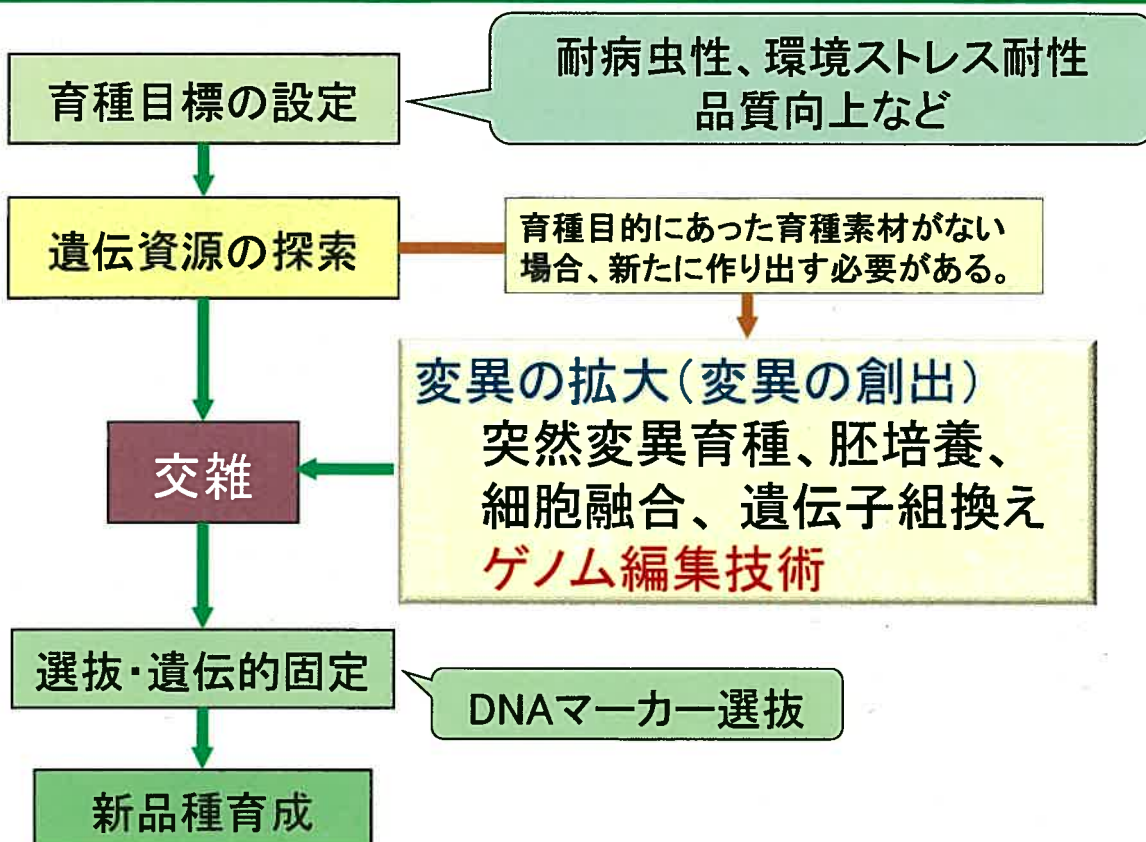 耐病虫性、環境ストレス耐性
品質向上など
育種目標の設定
遺伝資源の探索
育種目的にあった育種素材がない
場合、新たに作り出す必要がある。
変異の拡大(変異の創出)
突然変異育種、胚培養、
細胞融合、遺伝子組換え
ゲノム編集技術
交雑
選抜・遺伝的固定
DNAマーカー選抜
新品種育成